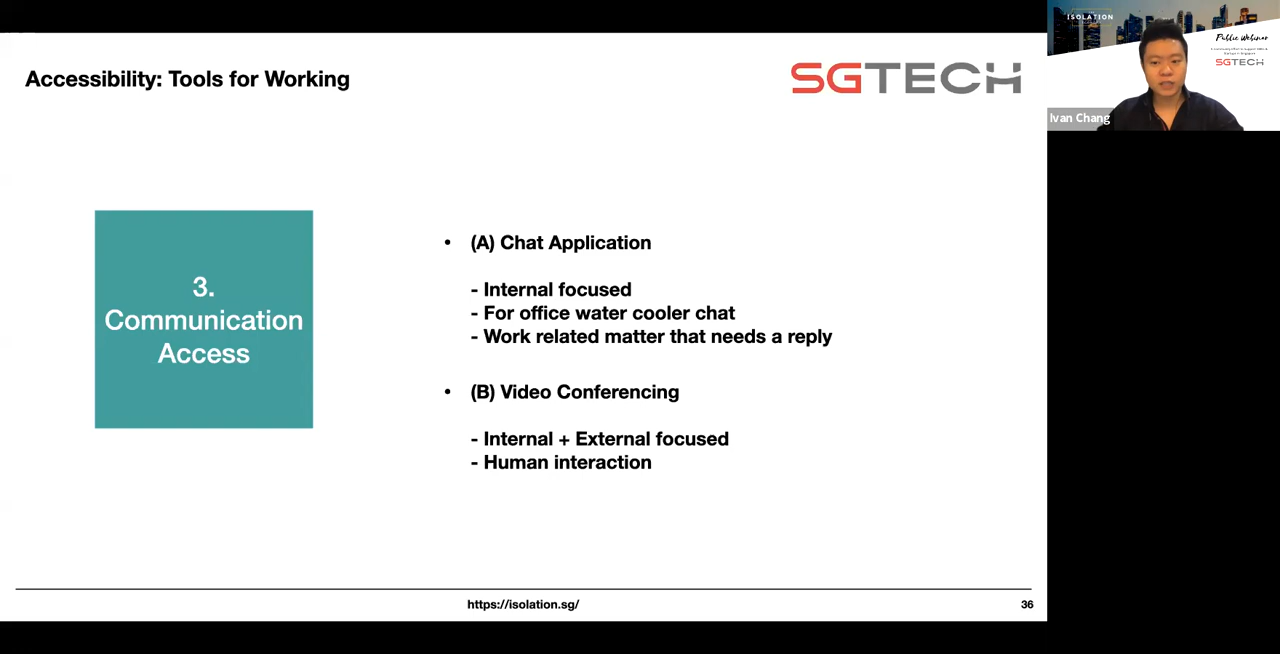 Accessibility: Tools for Working
SGTECH
3.
Communication
Access
• (A) Chat Application
- Internal focused
- For office water cooler chat
- Work related matter that needs a reply
• (B) Video Conferencing
- Internal + External focused
- Human interaction
https://isolation.sg/
36
ISOLATION
Public Webinar
SGTECH
Ivan Chang